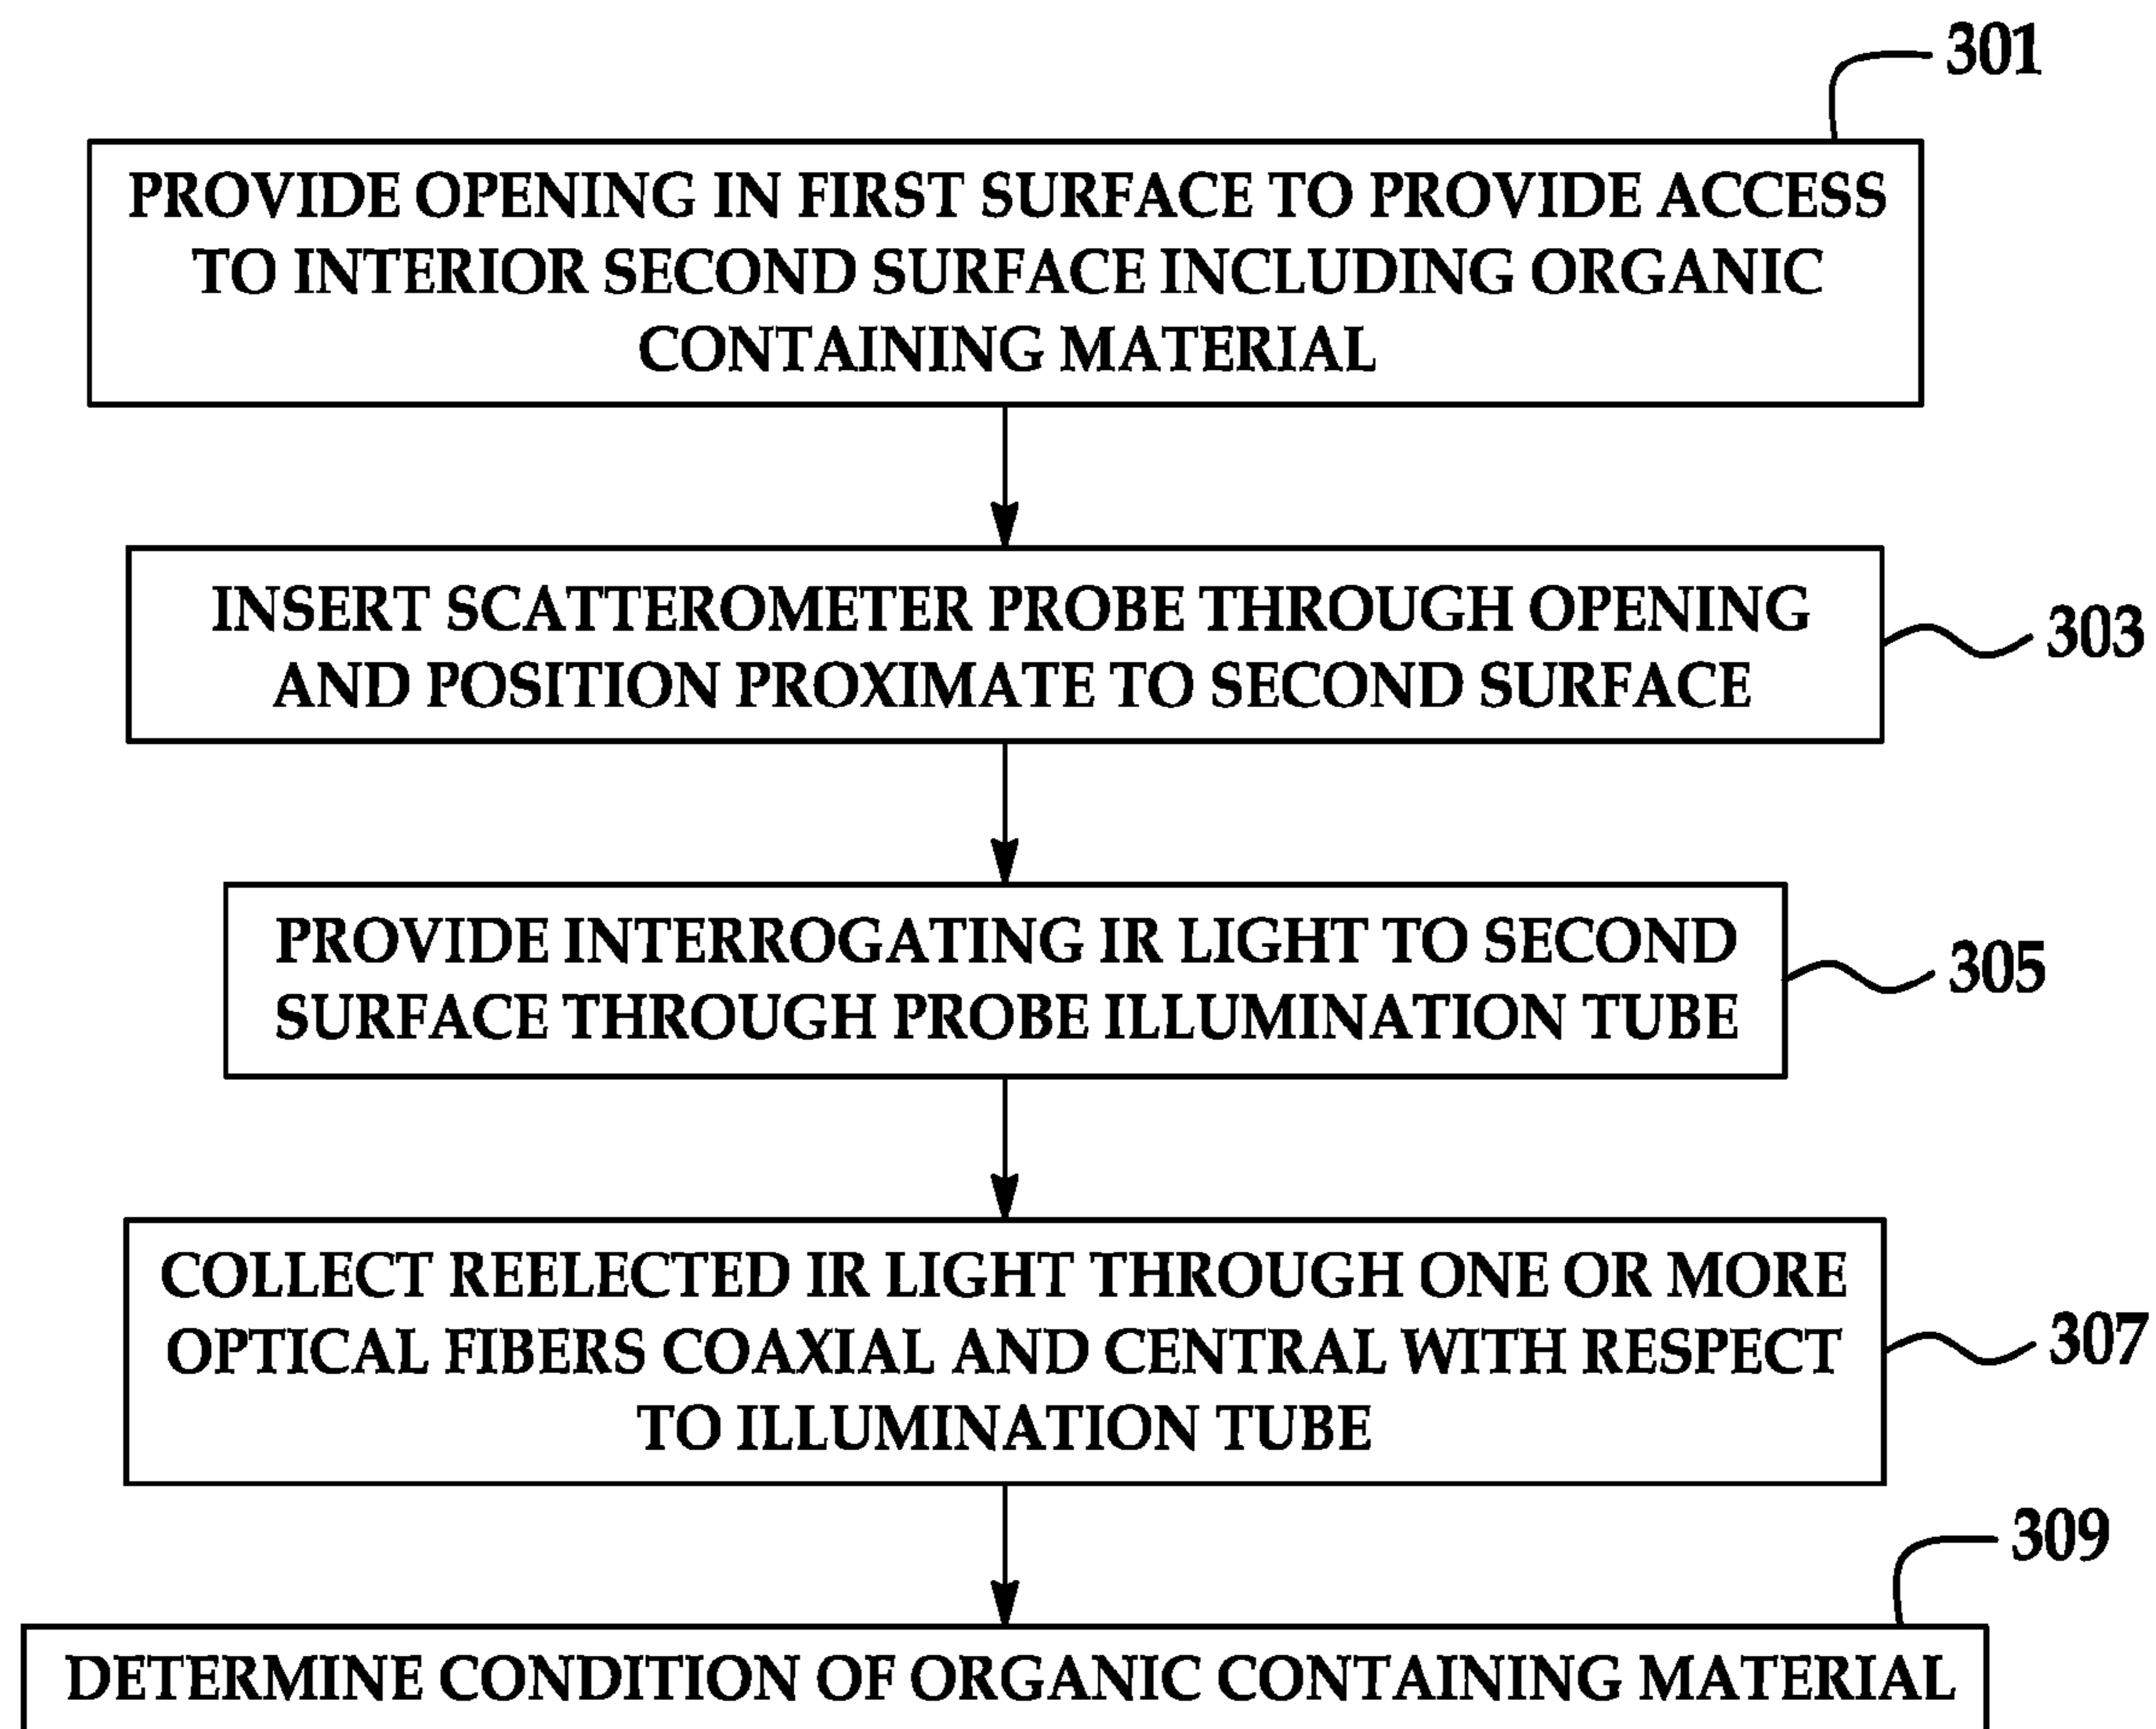 301
PROVIDE OPENING IN FIRST SURFACE TO PROVIDE ACCESS
TO INTERIOR SECOND SURFACE INCLUDING ORGANIC
CONTAINING MATERIAL
INSERT SCATTEROMETER PROBE THROUGH OPENING
AND POSITION PROXIMATE TO SECOND SURFACE
303
PROVIDE INTERROGATING IR LIGHT TO SECOND
SURFACE THROUGH PROBE ILLUMINATION TUBE
305
COLLECT REELECTED IR LIGHT THROUGH ONE OR MORE
OPTICAL FIBERS COAXIAL AND CENTRAL WITH RESPECT
TO ILLUMINATION TUBE
307
309
DETERMINE CONDITION OF ORGANIC CONTAINING MATERIAL